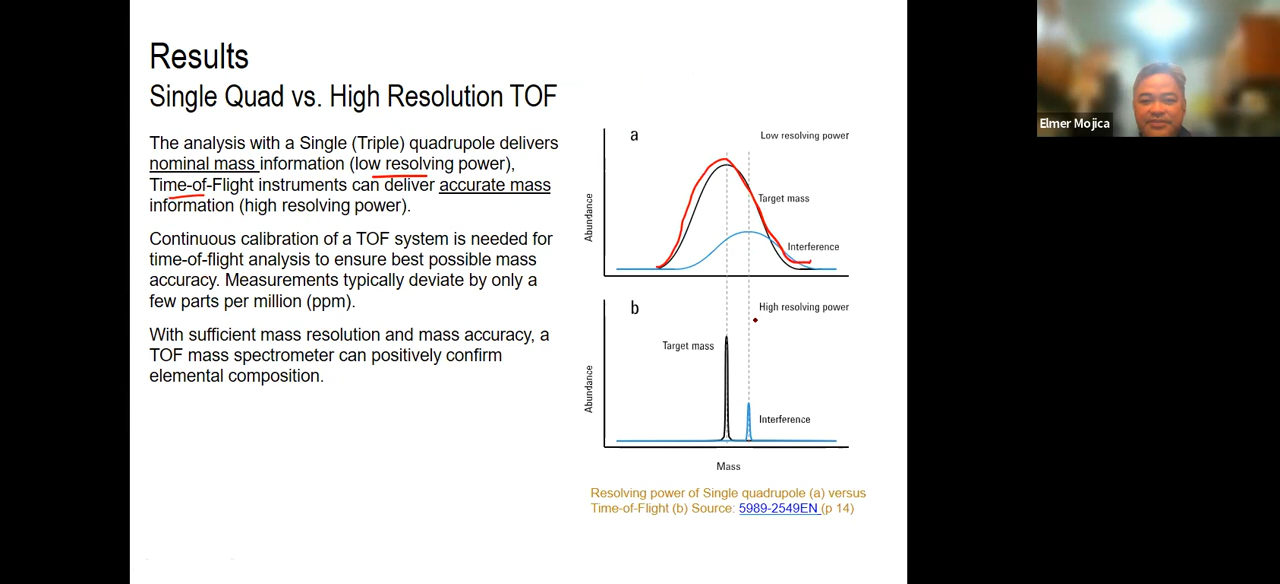 Results
Single Quad vs. High Resolution TOF
The analysis with a Single (Triple) quadrupole delivers
nominal mass information (low resolving power),
Time-of-Flight instruments can deliver accurate mass
information (high resolving power).
Continuous calibration of a TOF system is needed for
time-of-flight analysis to ensure best possible mass
accuracy. Measurements typically deviate by only a
few parts per million (ppm).
With sufficient mass resolution and mass accuracy, a
TOF mass spectrometer can positively confirm
elemental composition.
a
Low resolving power
Abundance
Target mass
Interference
b
High resolving power
Abundance
Target mass
Interference
Mass
Resolving power of Single quadrupole (a) versus
Time-of-Flight (b) Source: 5989-2549EN (p 14)
Elmer Mojica